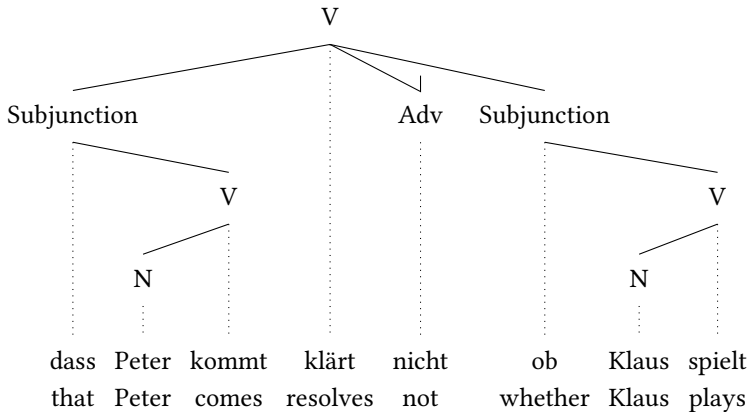 V
Subjunction Adv Subjunction
V V
N N
dass Peter kommt klärt nicht ob Klaus spielt
that Peter comes resolves not whether Klaus plays